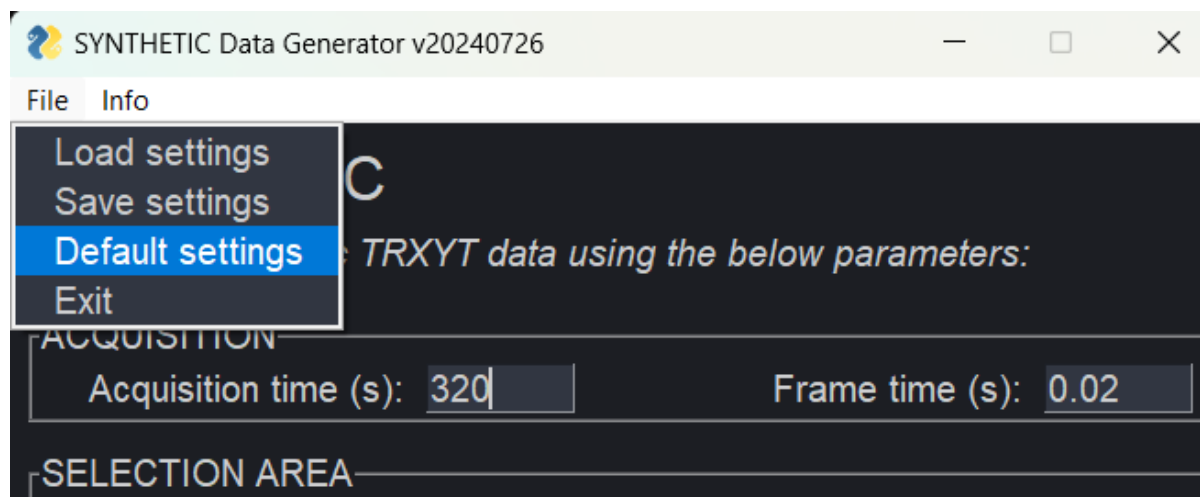 SYNTHETIC Data Generator v20240726
File Info
Load settings
C
Save settings
Default settings
TRXYT data using the below parameters:
Exit
ACQUISITION
Acquisition time (s): 320 Frame time (s): 0.02
SELECTION AREA